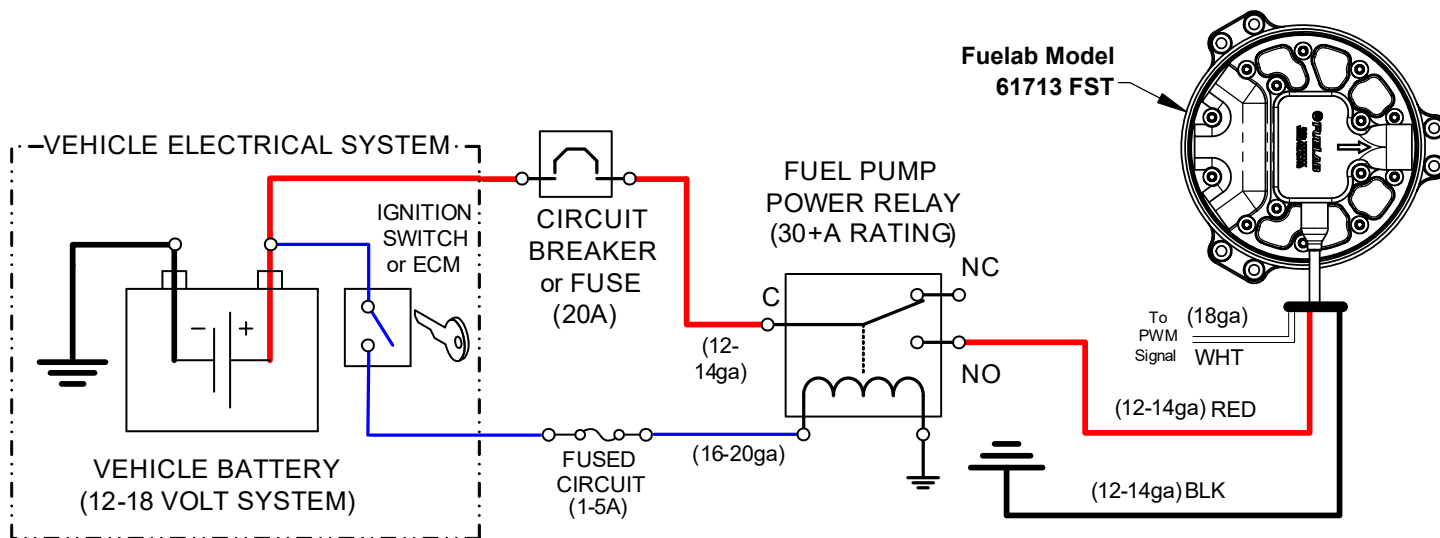 Fuelab Model
61713 FST
VEHICLE ELECTRICAL SYSTEM
IGNITION
SWITCH
or ECM
- +
VEHICLE BATTERY
(12-18 VOLT SYSTEM)
CIRCUIT
BREAKER
or FUSE
(20A)
FUSED
CIRCUIT
(1-5A)
FUEL PUMP
POWER RELAY
(30+A RATING)
C
NC
NO
(12-
14ga)
(16-20ga)
To
PWM
Signal
(18ga)
WHT
(12-14ga) RED
(12-14ga) BLK
FUELAB